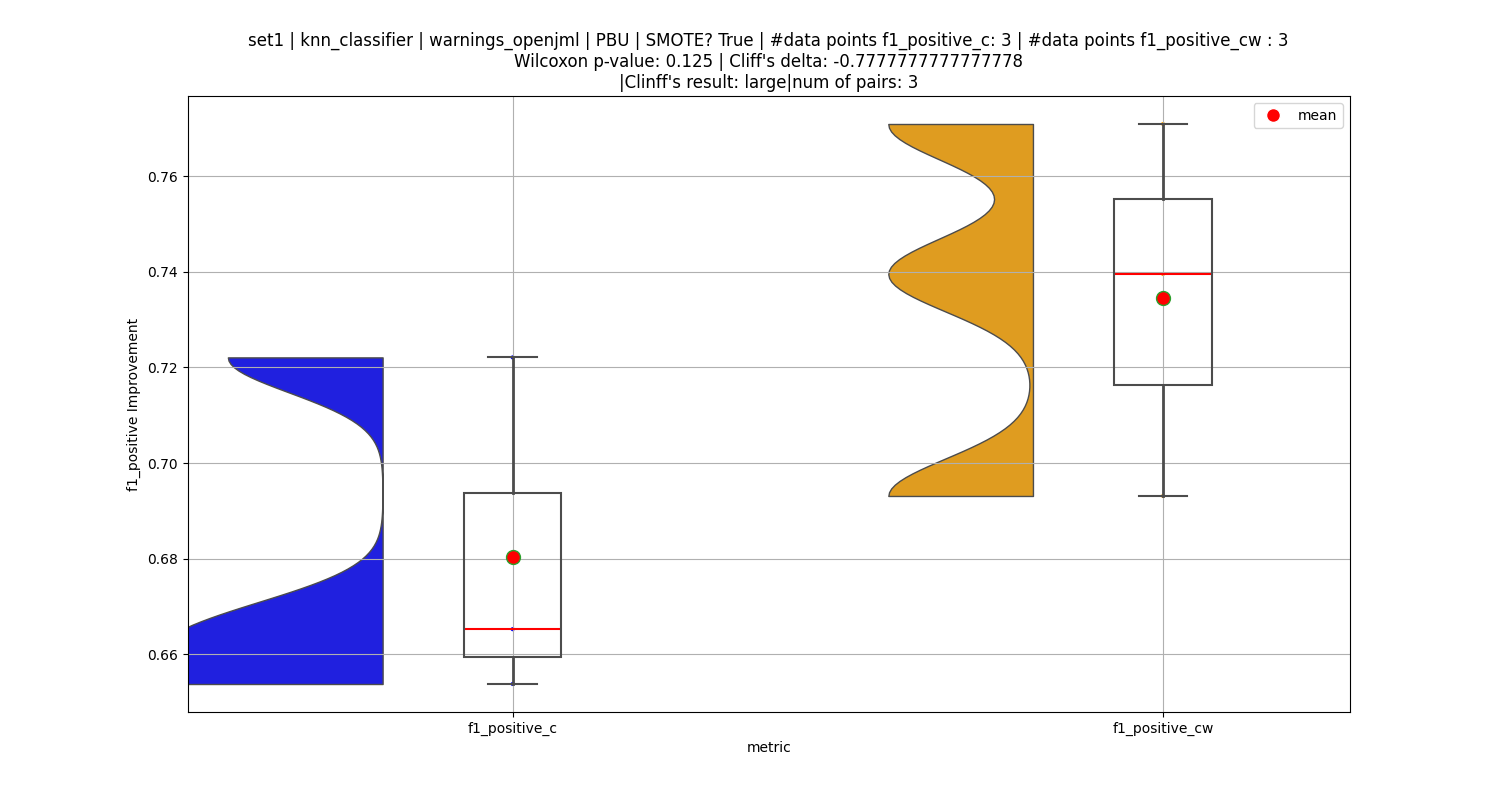 set1 | knn_classifier | warnings_openjml | PBU | SMOTE? True | #data points f1_positive_c: 3 | #data points f1_positive_cw : 3
Wilcoxon p-value: 0.125 | Cliff's delta: -0.7777777777777778
|Clinff's result: large|num of pairs: 3
mean
0.76
0.74
0.72
0.70
0.68
0.66
f1_positive Improvement
f1_positive_c
f1_positive_cw
metric